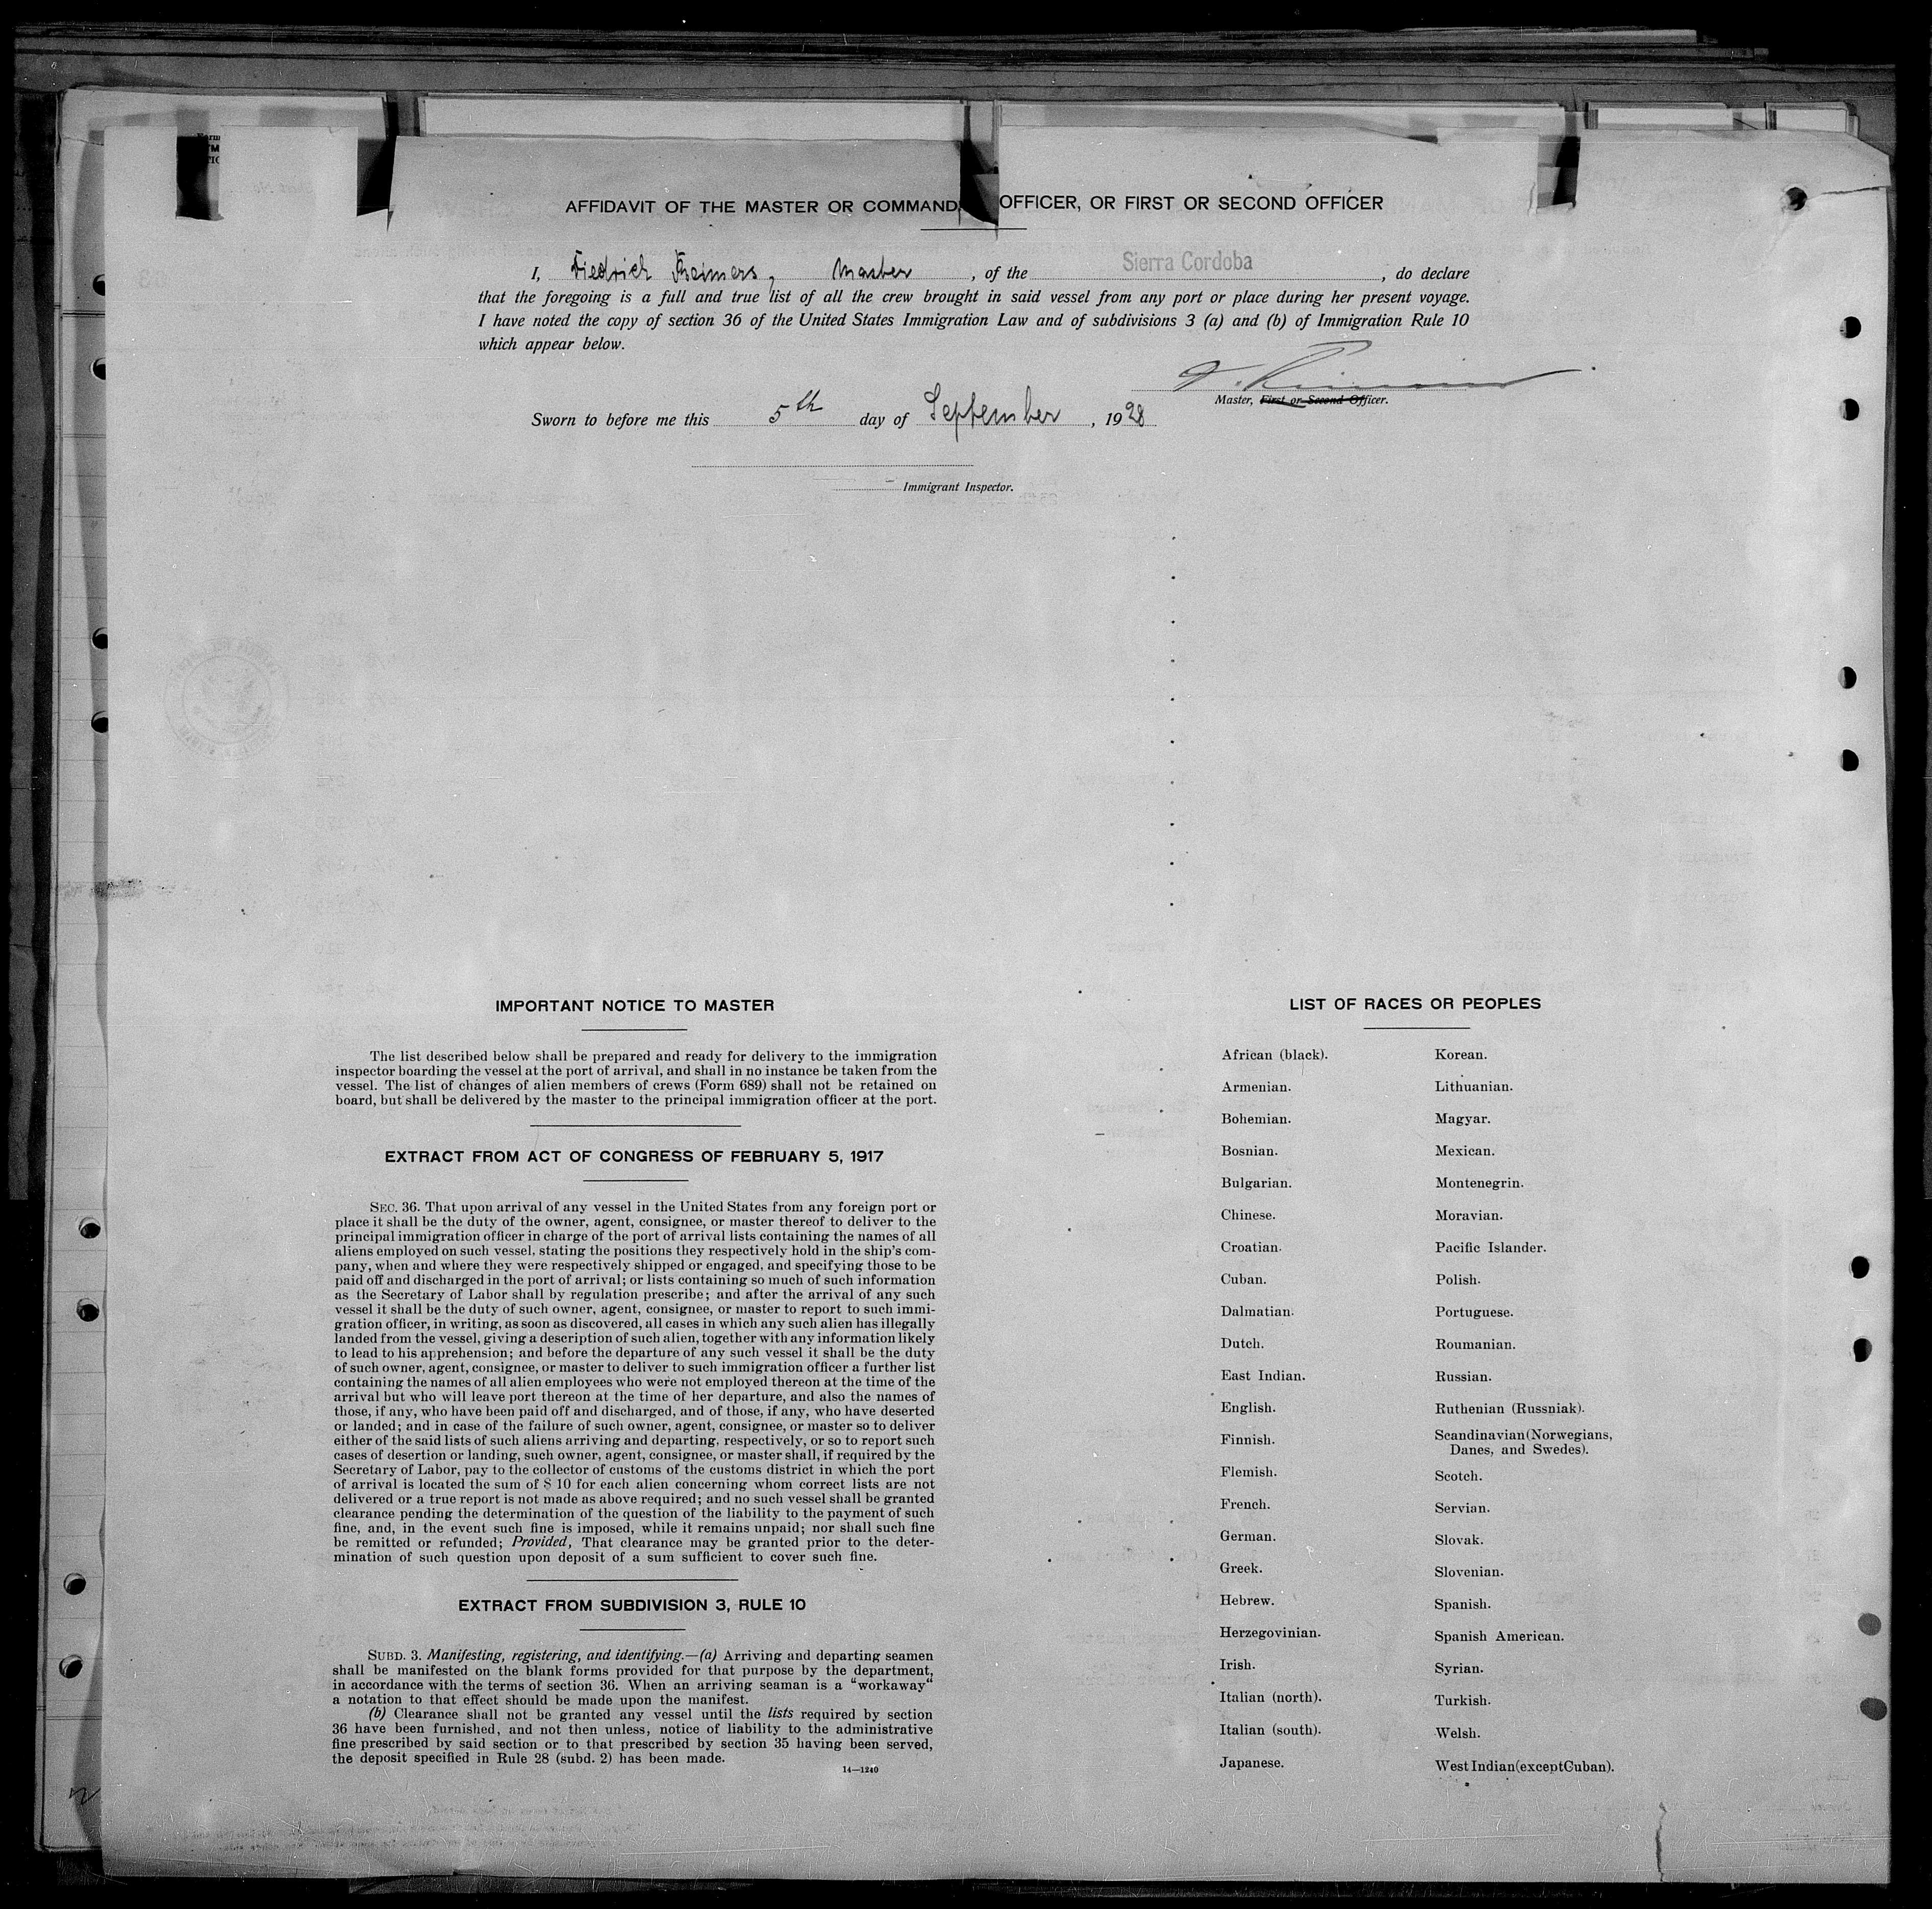 AFFIDAVIT OF THE MASTER OR COMMAND OFFICER, OR FIRST OR SECOND OFFICER
I, Diedrich Reimers, Master, of the Sierra Cordoba, do declare
that the foregoing is a full and true list of all the crew brought in said vessel from any port or place during her present voyage.
I have noted the copy of section 36 of the United States Immigration Law and of subdivisions 3 (a) and (b) of Immigration Rule 10
which appear below.
D. Reimers
Master, First or Second Officer.
Sworn to before me this 5th day of September, 1928
Immigrant Inspector.
IMPORTANT NOTICE TO MASTER
The list described below shall be prepared and ready for delivery to the immigration
inspector boarding the vessel at the port of arrival, and shall in no instance be taken from the
vessel. The list of changes of alien members of crews (Form 689) shall not be retained on
board, but shall be delivered by the master to the principal immigration officer at the port.
EXTRACT FROM ACT OF CONGRESS OF FEBRUARY 5, 1917
SEC. 36. That upon arrival of any vessel in the United States from any foreign port or
place it shall be the duty of the owner, agent, consignee, or master thereof to deliver to the
principal immigration officer in charge of the port of arrival lists containing the names of all
aliens employed on such vessel, stating the positions they respectively hold in the ship's com-
pany, when and where they were respectively shipped or engaged, and specifying those to be
paid off and discharged in the port of arrival; or lists containing so much of such information
as the Secretary of Labor shall by regulation prescribe; and after the arrival of any such
vessel it shall be the duty of such owner, agent, consignee, or master to report to such immi-
gration officer, in writing, as soon as discovered, all cases in which any such alien has illegally
landed from the vessel, giving a description of such alien, together with any information likely
to lead to his apprehension; and before the departure of any such vessel it shall be the duty
of such owner, agent, consignee, or master to deliver to such immigration officer a further list
containing the names of all alien employees who were not employed thereon at the time of the
arrival but who will leave port thereon at the time of her departure, and also the names of
those, if any, who have been paid off and discharged, and of those, if any, who have deserted
or landed; and in case of the failure of such owner, agent, consignee, or master so to deliver
either of the said lists of such aliens arriving and departing, respectively, or so to report such
cases of desertion or landing, such owner, agent, consignee, or master shall, if required by the
Secretary of Labor, pay to the collector of customs of the customs district in which the port
of arrival is located the sum of $ 10 for each alien concerning whom correct lists are not
delivered or a true report is not made as above required; and no such vessel shall be granted
clearance pending the determination of the question of the liability to the payment of such
fine, and, in the event such fine is imposed, while it remains unpaid; nor shall such fine
be remitted or refunded; Provided, That clearance may be granted prior to the deter-
mination of such question upon deposit of a sum sufficient to cover such fine.
EXTRACT FROM SUBDIVISION 3, RULE 10
SUBD. 3. Manifesting, registering, and identifying.—(a) Arriving and departing seamen
shall be manifested on the blank forms provided for that purpose by the department,
in accordance with the terms of section 36. When an arriving seaman is a "workaway"
a notation to that effect should be made upon the manifest.
(b) Clearance shall not be granted any vessel until the lists required by section
36 have been furnished, and not then unless, notice of liability to the administrative
fine prescribed by said section or to that prescribed by section 35 having been served,
the deposit specified in Rule 28 (subd. 2) has been made.
14—1240
LIST OF RACES OR PEOPLES
African (black).
Armenian.
Bohemian.
Bosnian.
Bulgarian.
Chinese.
Croatian.
Cuban.
Dalmatian.
Dutch.
East Indian.
English.
Finnish.
Flemish.
French.
German.
Greek.
Hebrew.
Herzegovinian.
Irish.
Italian (north).
Italian (south).
Japanese.
Korean.
Lithuanian.
Magyar.
Mexican.
Montenegrin.
Moravian.
Pacific Islander.
Polish.
Portuguese.
Roumanian.
Russian.
Ruthenian (Russniak).
Scandinavian(Norwegians,
Danes, and Swedes).
Scotch.
Servian.
Slovak.
Slovenian.
Spanish.
Spanish American.
Syrian.
Turkish.
Welsh.
West Indian(exceptCuban).